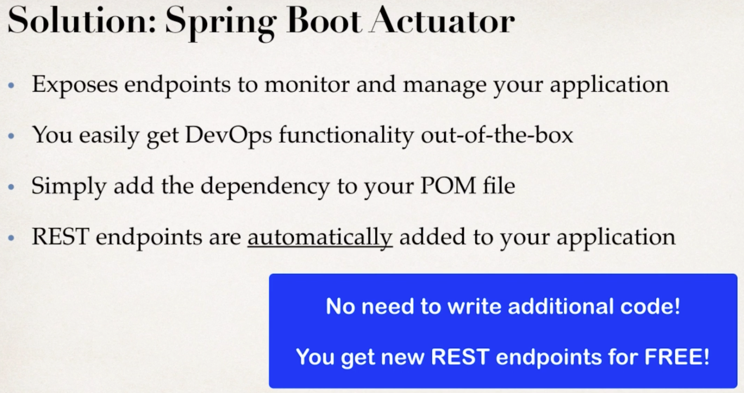 Solution: Spring Boot Actuator
• Exposes endpoints to monitor and manage your application
• You easily get DevOps functionality out-of-the-box
• Simply add the dependency to your POM file
• REST endpoints are automatically added to your application
No need to write additional code!
You get new REST endpoints for FREE!